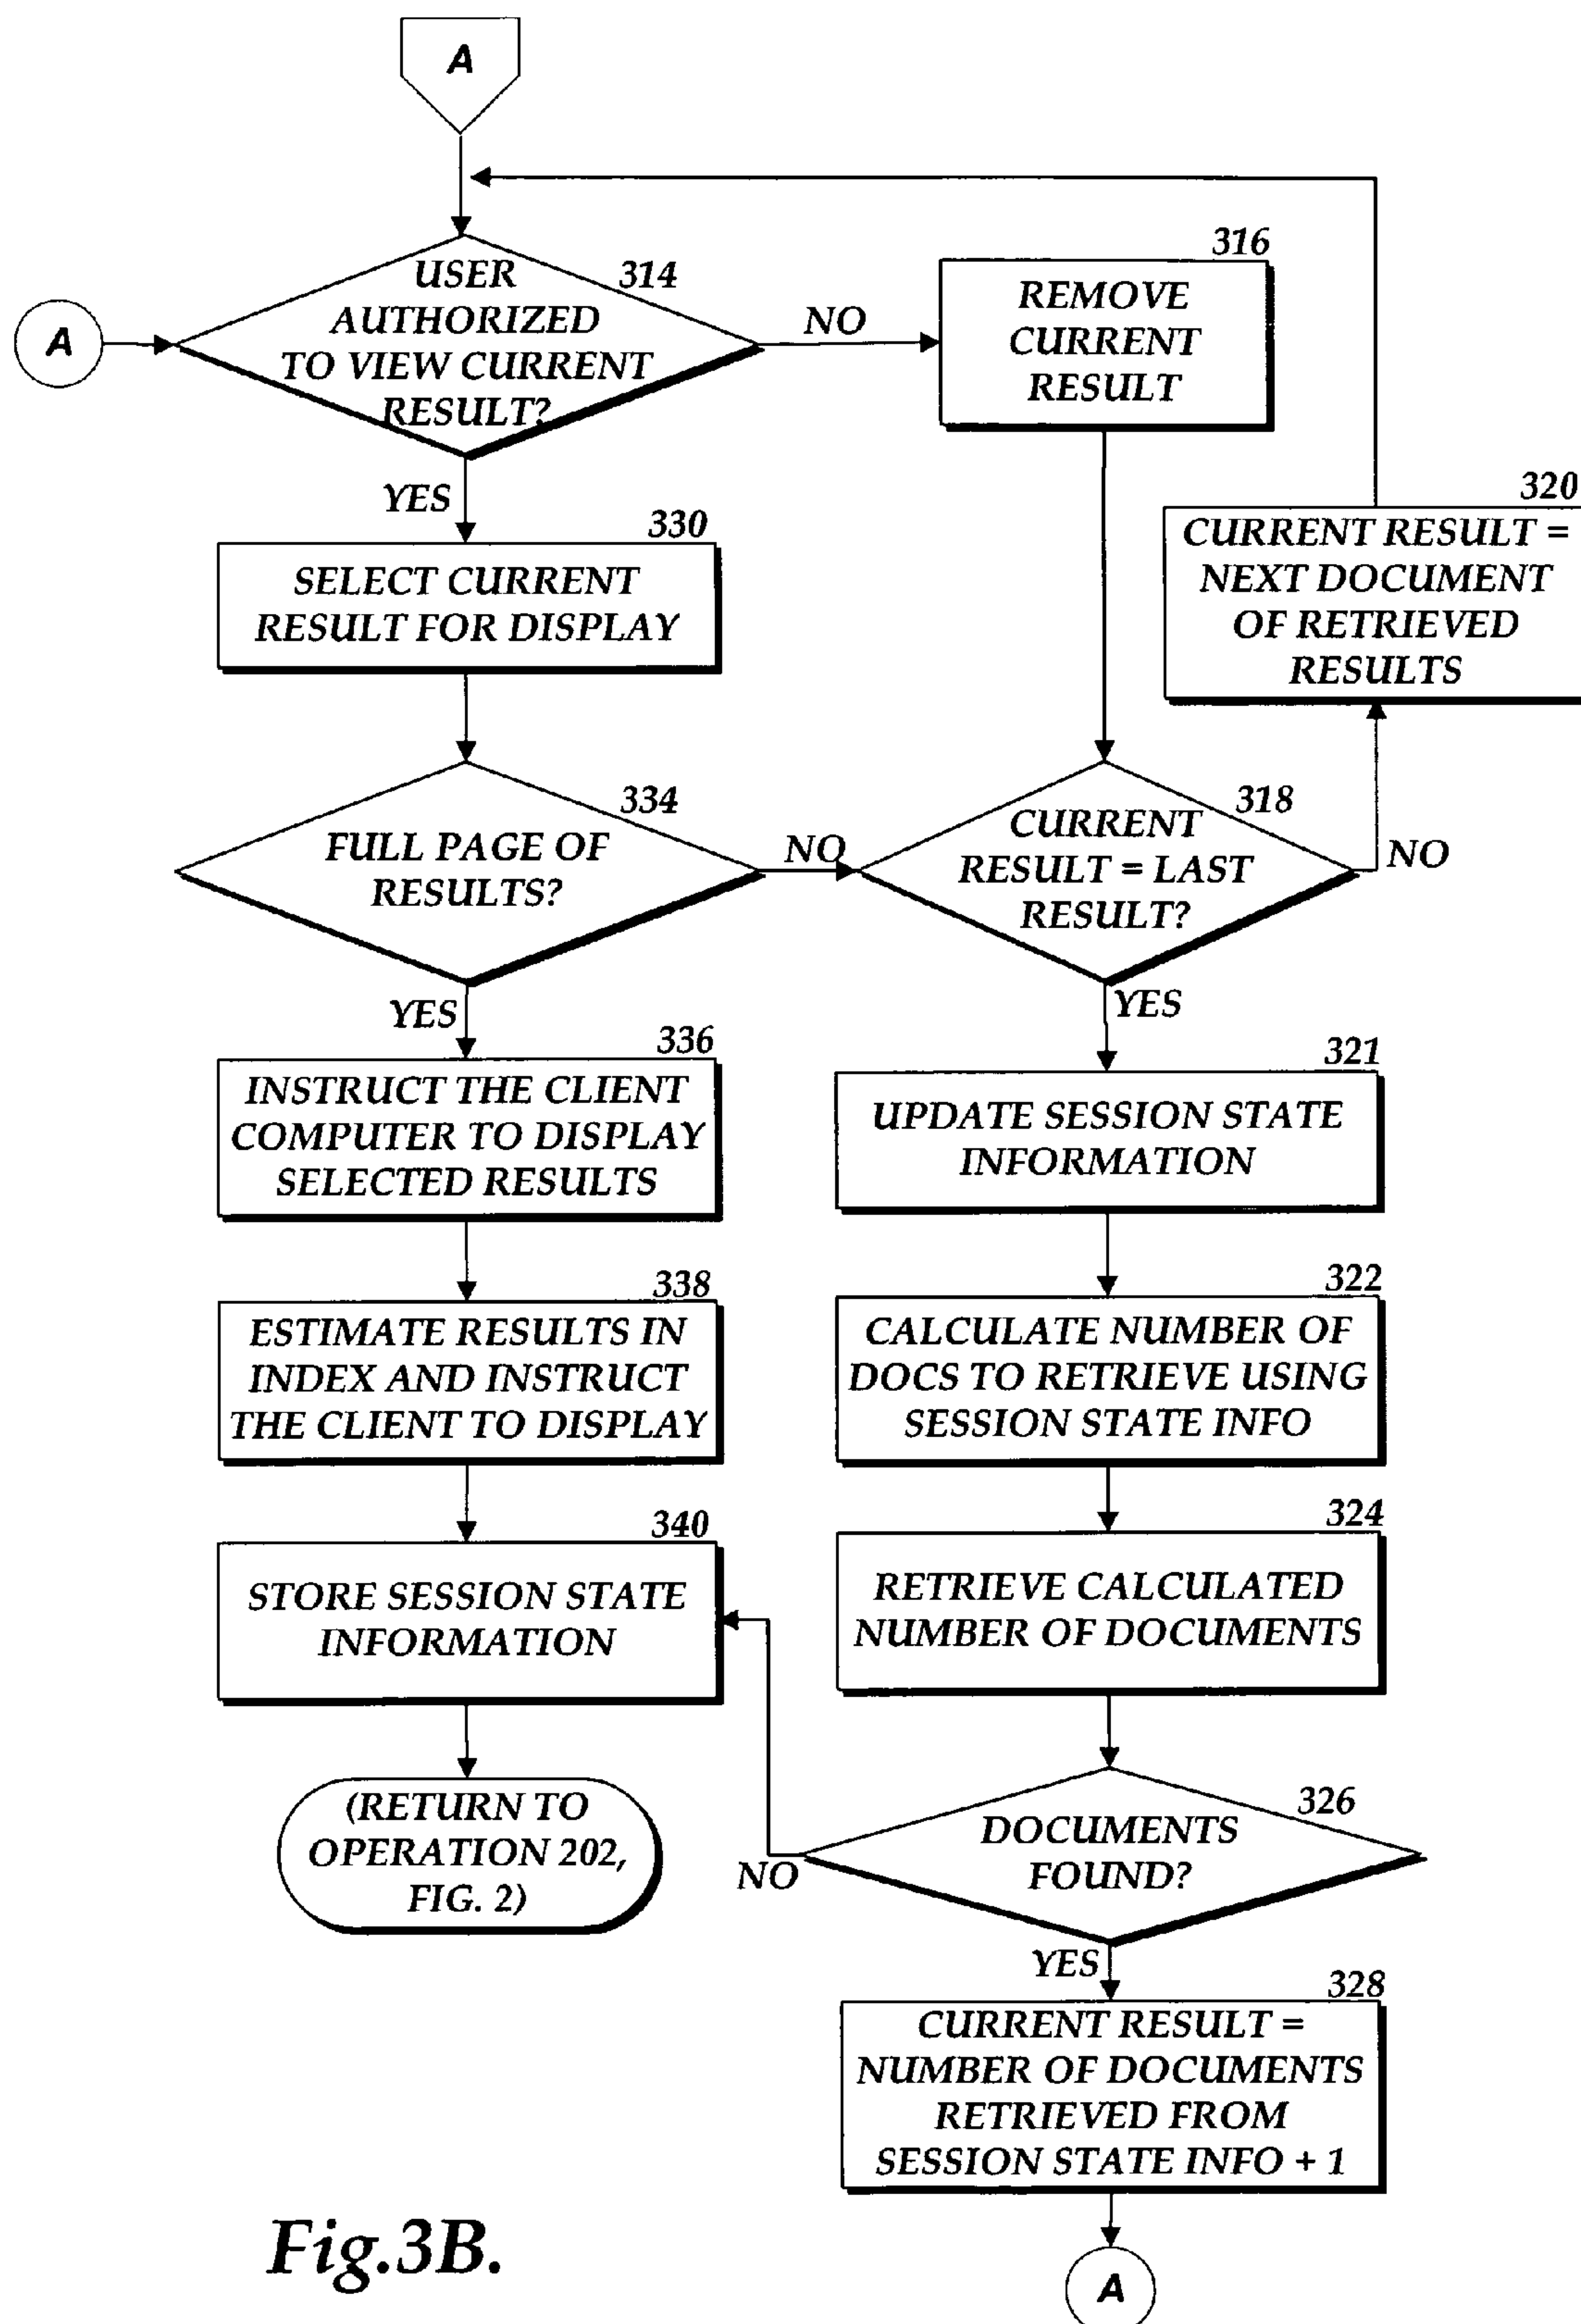 A
USER
AUTHORIZED
TO VIEW CURRENT
RESULT?
314
A
NO
316
REMOVE
CURRENT
RESULT
YES
330
SELECT CURRENT
RESULT FOR DISPLAY
320
CURRENT RESULT =
NEXT DOCUMENT
OF RETRIEVED
RESULTS
334
FULL PAGE OF
RESULTS?
NO
318
CURRENT
RESULT = LAST
RESULT?
NO
YES
336
INSTRUCT THE CLIENT
COMPUTER TO DISPLAY
SELECTED RESULTS
YES
321
UPDATE SESSION STATE
INFORMATION
338
ESTIMATE RESULTS IN
INDEX AND INSTRUCT
THE CLIENT TO DISPLAY
322
CALCULATE NUMBER OF
DOCS TO RETRIEVE USING
SESSION STATE INFO
340
STORE SESSION STATE
INFORMATION
324
RETRIEVE CALCULATED
NUMBER OF DOCUMENTS
(RETURN TO
OPERATION 202,
FIG. 2)
326
DOCUMENTS
FOUND?
NO
YES
328
CURRENT RESULT =
NUMBER OF DOCUMENTS
RETRIEVED FROM
SESSION STATE INFO + 1
A
Fig.3B.